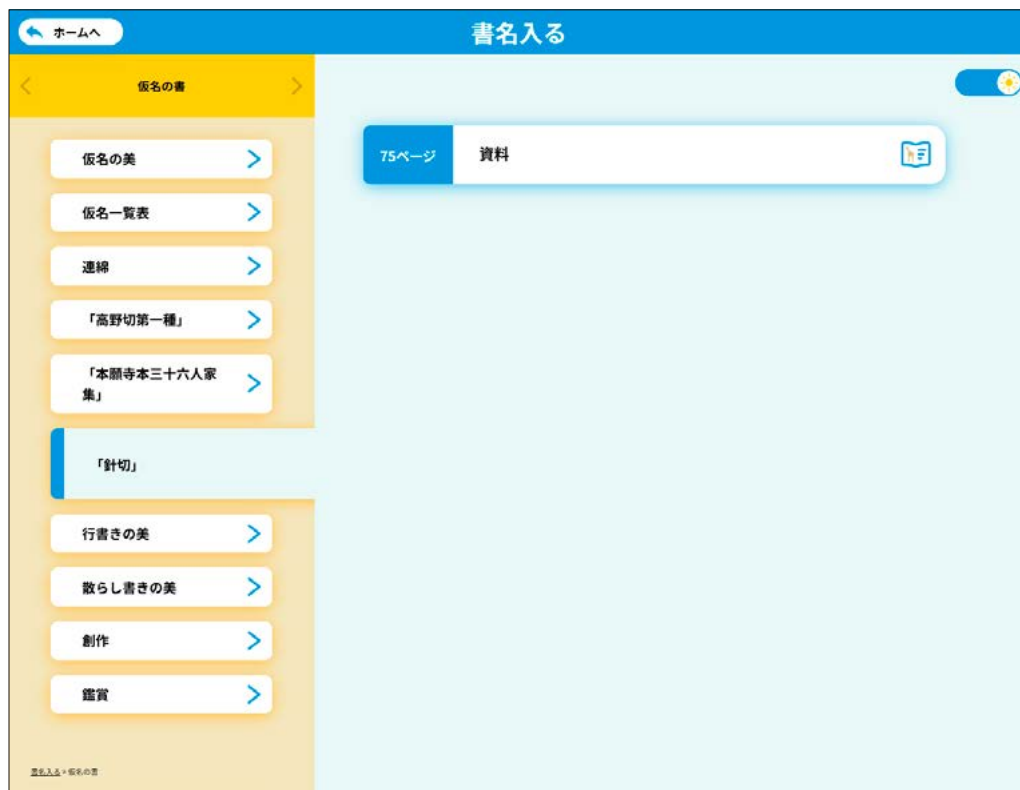 ホームへ
書名入る
仮名の書
仮名の美
仮名一覧表
連綿
「高野切第一種」
「本願寺本三十六人家
集」
「針切」
行書きの美
散らし書きの美
創作
鑑賞
書名入る>仮名の書
75ページ
資料